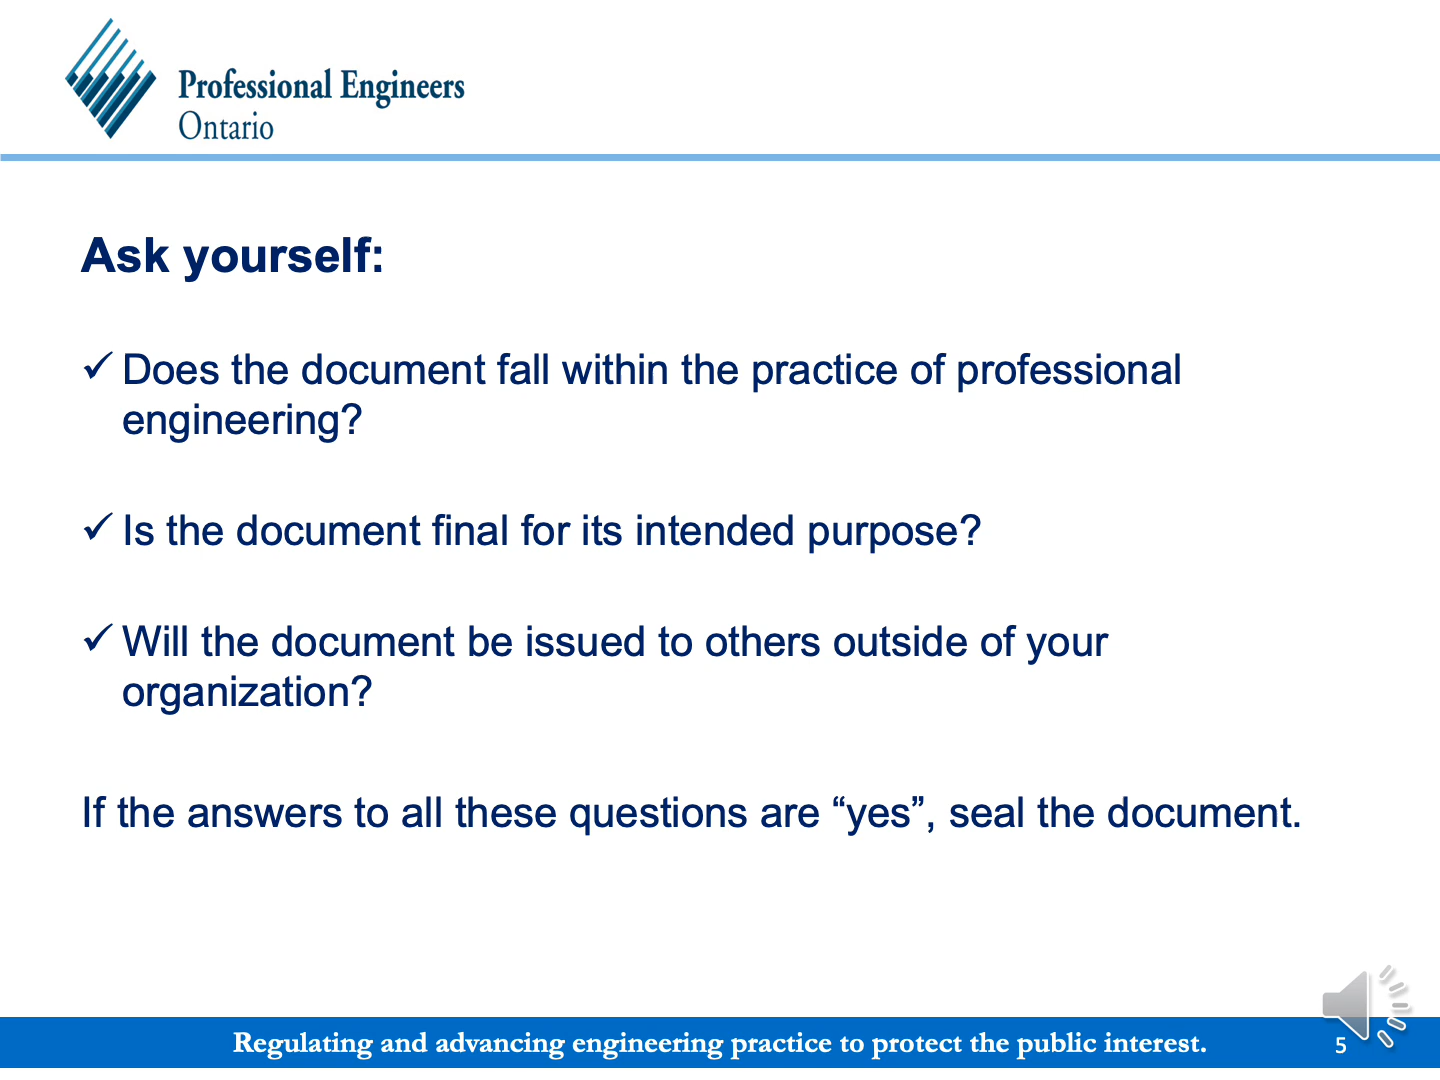 Professional Engineers
Ontario
Ask yourself:
✓ Does the document fall within the practice of professional
engineering?
✓ Is the document final for its intended purpose?
✓ Will the document be issued to others outside of your
organization?
If the answers to all these questions are “yes”, seal the document.
Regulating and advancing engineering practice to protect the public interest.
5